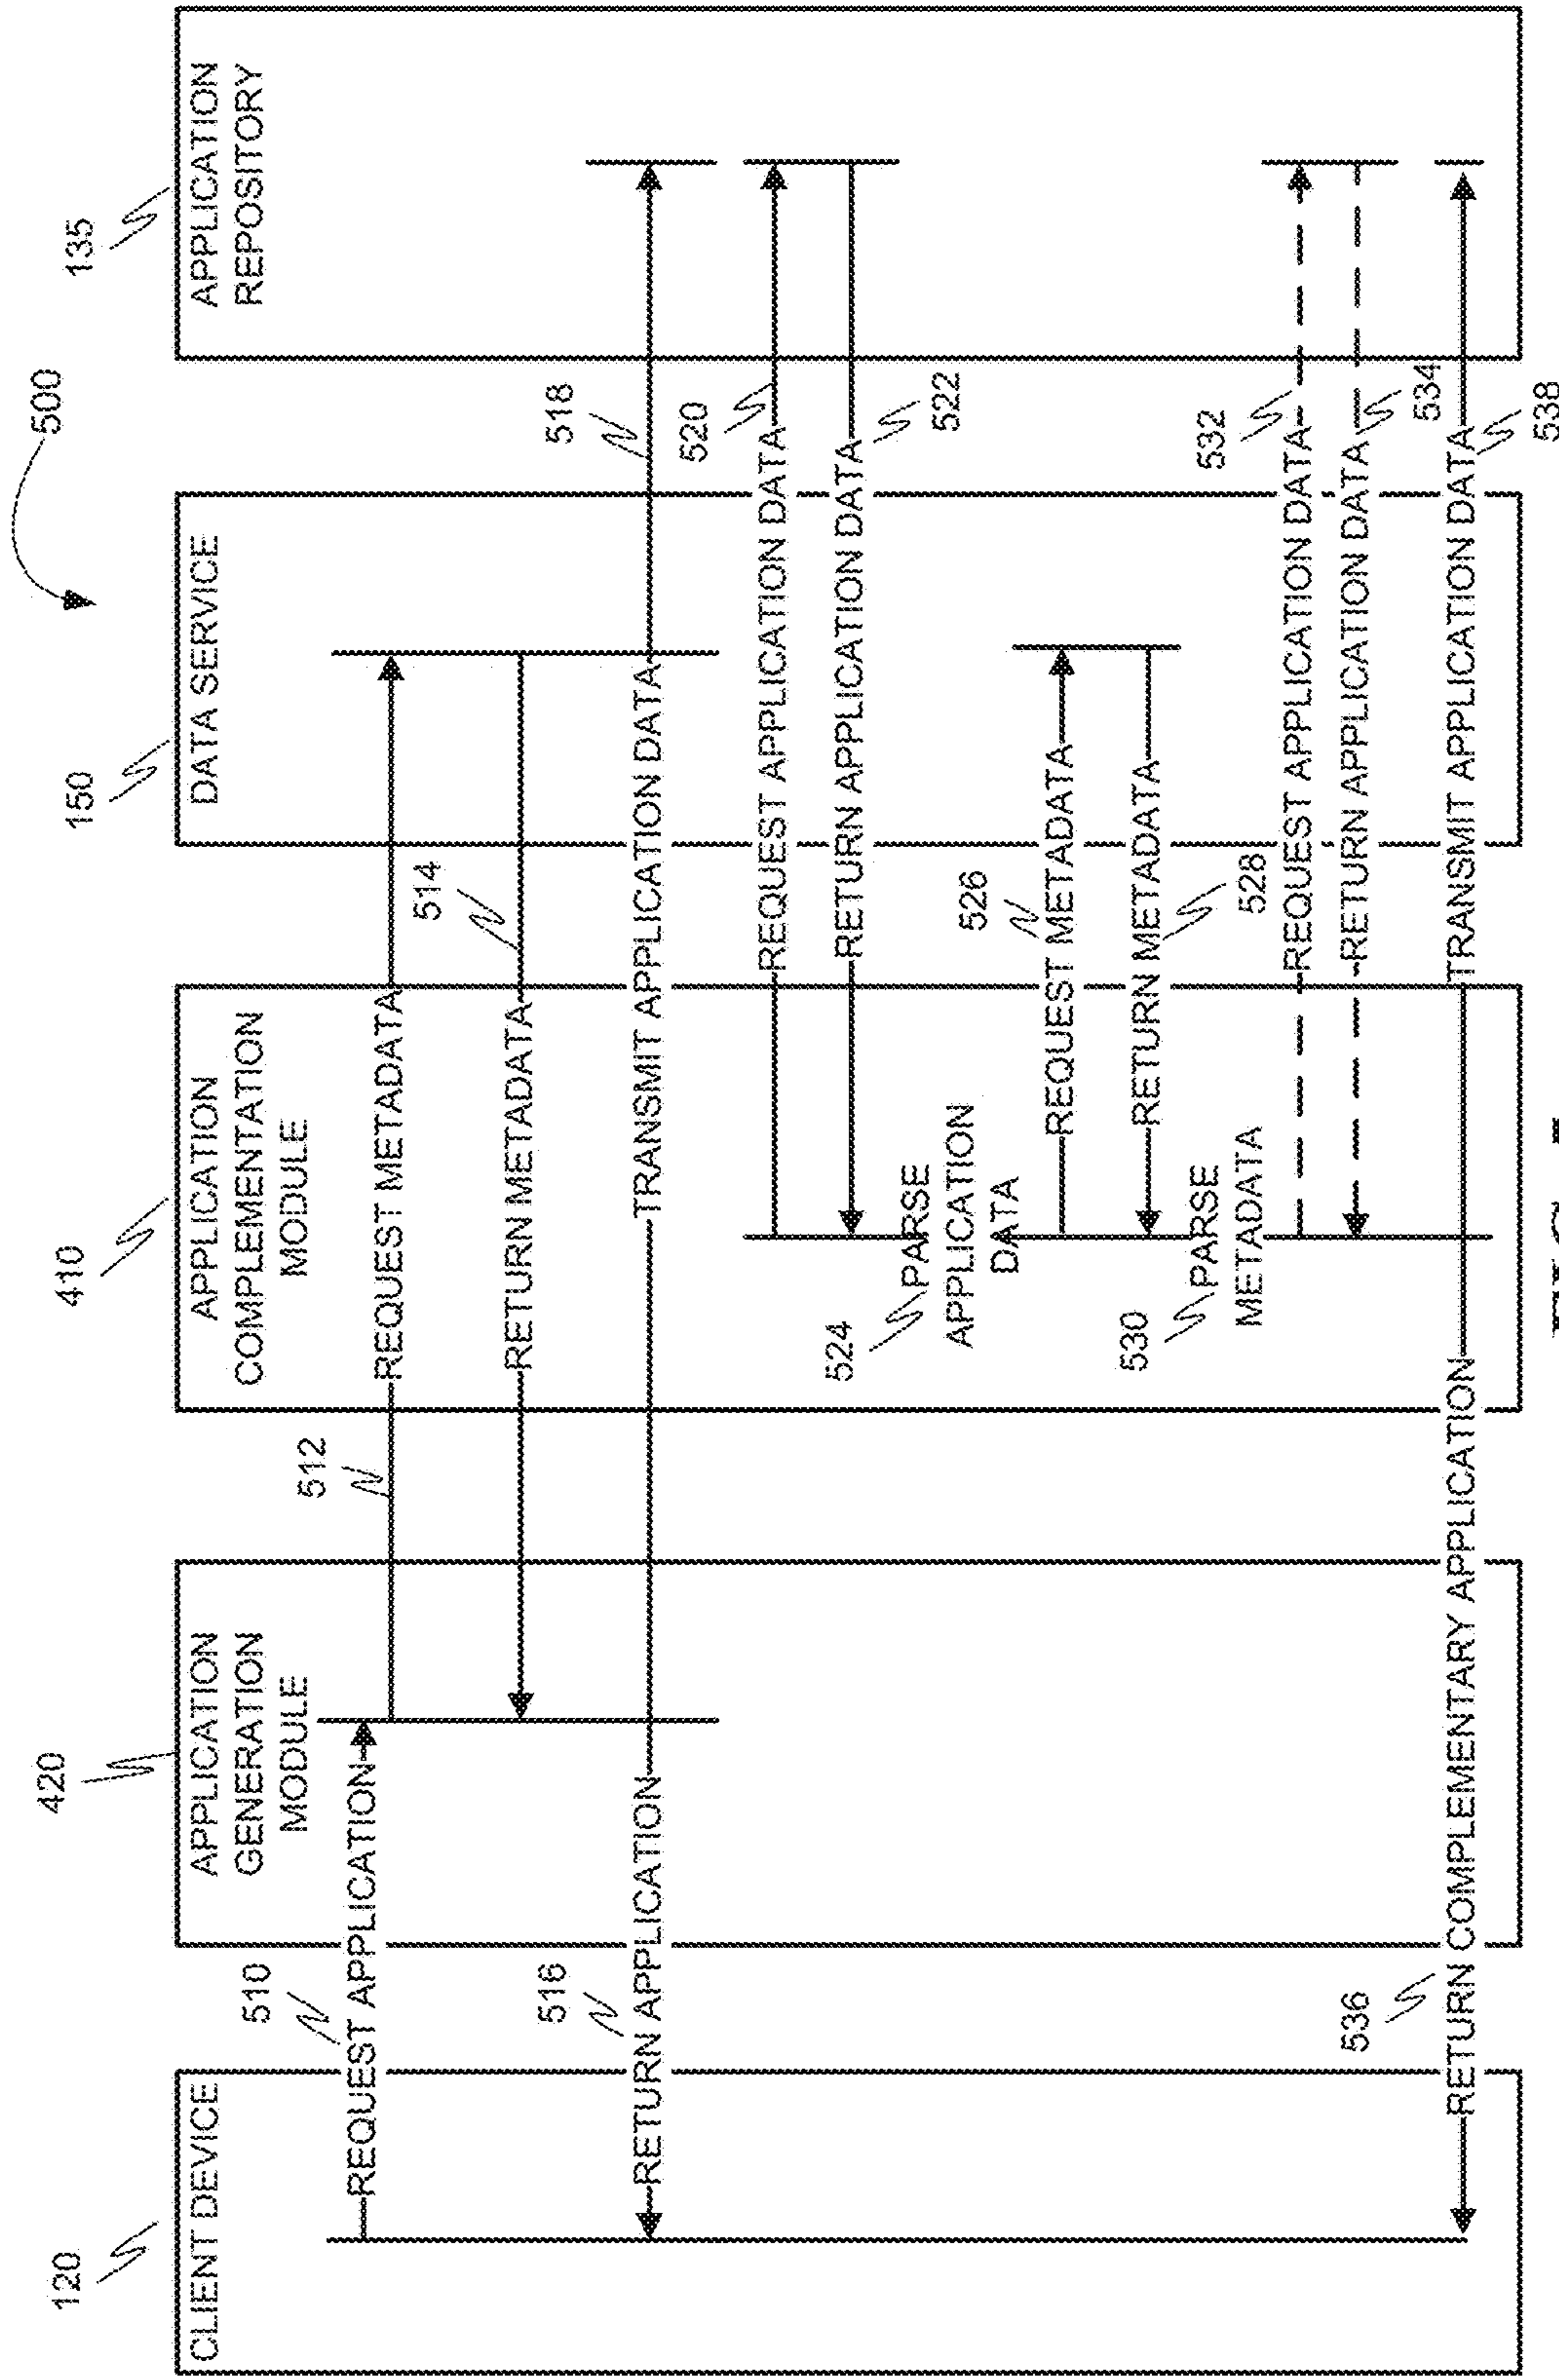 500
120
420
410
150
135
CLIENT DEVICE
APPLICATION
GENERATION
MODULE
APPLICATION
COMPLEMENTATION
MODULE
DATA SERVICE
APPLICATION
REPOSITORY
510
REQUEST APPLICATION
512
REQUEST METADATA
514
RETURN METADATA
516
RETURN APPLICATION
TRANSMIT APPLICATION DATA
518
520
REQUEST APPLICATION DATA
RETURN APPLICATION DATA
522
524
PARSE
APPLICATION
DATA
526
REQUEST METADATA
RETURN METADATA
528
530
PARSE
METADATA
532
REQUEST APPLICATION DATA
RETURN APPLICATION DATA
534
536
RETURN COMPLEMENTARY APPLICATION
TRANSMIT APPLICATION DATA
538